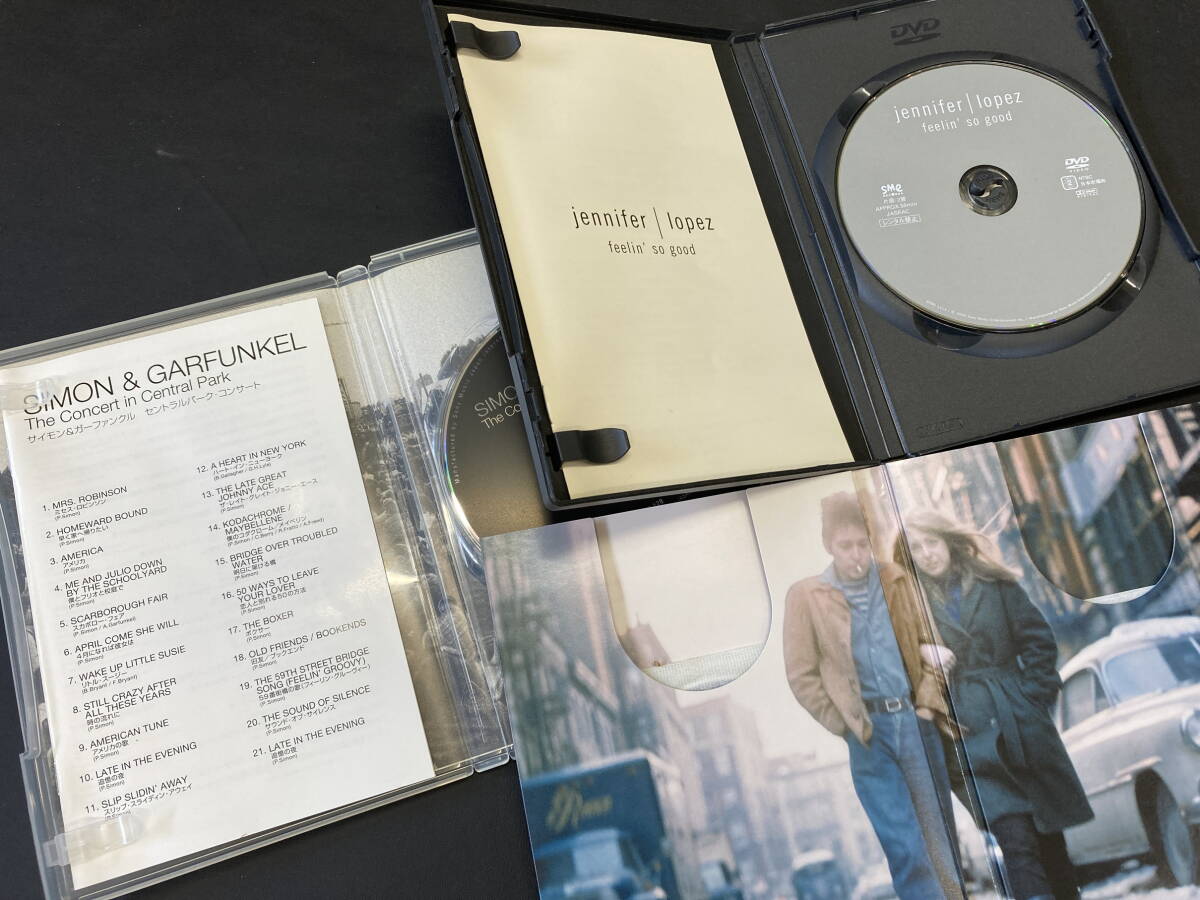 SIMON & GARFUNKEL
The Concert in Central Park
サイモン&ガーファンクル セントラルパーク・コンサート
1. MRS. ROBINSON
ミセス・ロビンソン
(P.Simon)
2. HOMEWARD BOUND
早く家へ帰りたい
(P.Simon)
3. AMERICA
アメリカ
(P.Simon)
4. ME AND JULIO DOWN
BY THE SCHOOLYARD
僕とフリオと校庭で
(P.Simon)
5. SCARBOROUGH FAIR
スカボロー・フェア
(P.Simon / A.Garfunkel)
6. APRIL COME SHE WILL
4月になれば彼女は
(P.Simon)
7. WAKE UP LITTLE SUSIE
リトル・スージー
(B.Bryant / F.Bryant)
8. STILL CRAZY AFTER
ALL THESE YEARS
時の流れに
(P.Simon)
9. AMERICAN TUNE
アメリカの歌
(P.Simon)
10. LATE IN THE EVENING
追憶の夜
(P.Simon)
11. SLIP SLIDIN' AWAY
スリップ・スライディン・アウェイ
(P.Simon)
12. A HEART IN NEW YORK
ハート・イン・ニューヨーク
(B.Gallagher / G.H.Lyle)
13. THE LATE GREAT
JOHNNY ACE
ザ・レイト・グレイト・ジョニー・エース
(P.Simon)
14. KODACHROME /
MAYBELLENE
僕のコダクローム / メイベリン
(P.Simon / C.Berry / R.Fratto / A.Freed)
15. BRIDGE OVER TROUBLED
WATER
明日に架ける橋
(P.Simon)
16. 50 WAYS TO LEAVE
YOUR LOVER
恋人と別れる50の方法
(P.Simon)
17. THE BOXER
ボクサー
(P.Simon)
18. OLD FRIENDS / BOOKENDS
旧友 / ブックエンド
(P.Simon)
19. THE 59TH STREET BRIDGE
SONG (FEELIN' GROOVY)
59番街橋の歌 (フィーリン・グルーヴィー)
(P.Simon)
20. THE SOUND OF SILENCE
サウンド・オブ・サイレンス
(P.Simon)
21. LATE IN THE EVENING
追憶の夜
(P.Simon)
SIMON
The Co
jennifer | lopez
feelin' so good
DVD
jennifer | lopez
feelin' so good
sme
片面・2層
APPROX 56min
JASRAC
レンタル禁止
DVD
VIDEO
NTSC
日本市場向